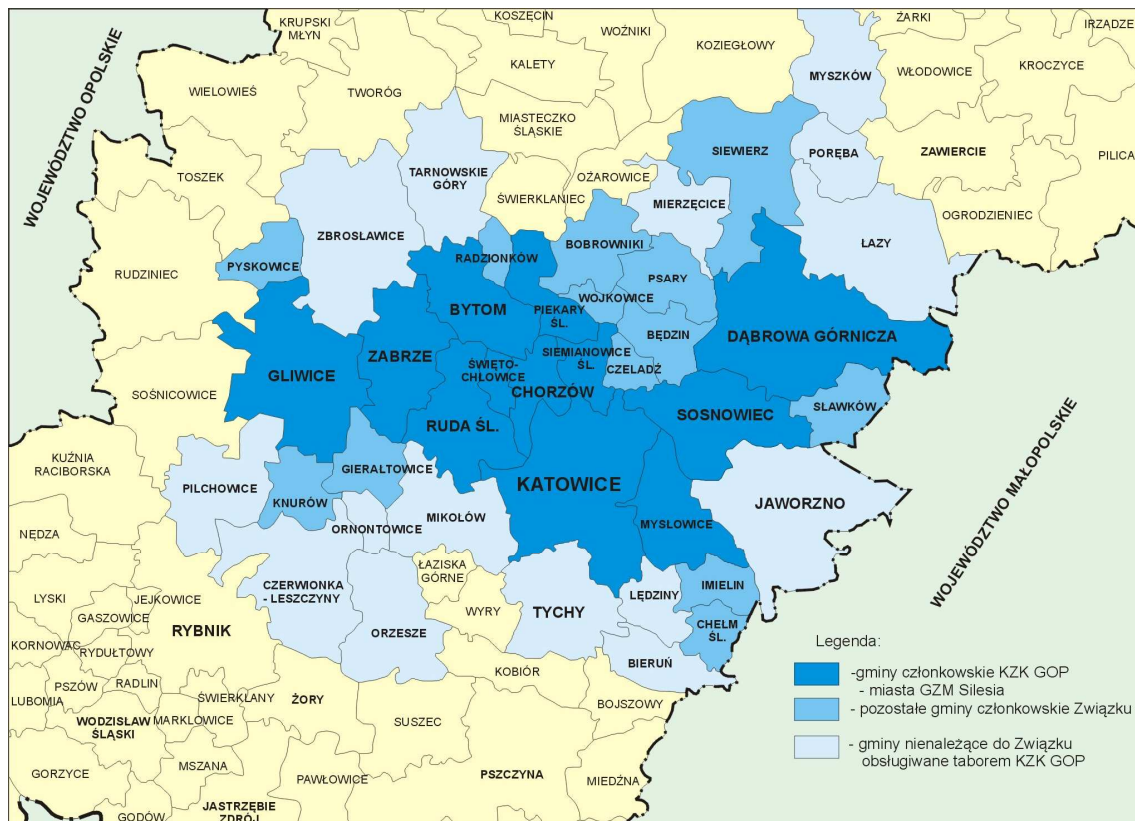 KRUPSKI
MŁYN
KOSZĘCIN
WOŹNIKI
KOZIEGŁOWY
ŻARKI
IRZĄDZE
KALETY
MYSZKÓW
WŁODOWICE
KROCZYCE
WIELOWIEŚ
TWORÓG
MIASTECZKO
ŚLĄSKIE
SIEWIERZ
PORĘBA
ZAWIERCIE
PILICA
WOJEWÓDZTWO OPOLSKIE
TOSZEK
TARNOWSKIE
GÓRY
ŚWIERKLANIEC
OŻAROWICE
MIERZĘCICE
OGRODZIENIEC
ZBROSŁAWICE
BOBROWNIKI
ŁAZY
RUDZINIEC
PYSKOWICE
RADZIONKÓW
PSARY
WOJKOWICE
BYTOM
PIEKARY
ŚL.
BĘDZIN
DĄBROWA GÓRNICZA
ZABRZE
SIEMIANOWICE
ŚL.
CZELADŹ
GLIWICE
ŚWIĘTO-
CHŁOWICE
CHORZÓW
SOŚNICOWICE
SOSNOWIEC
SŁAWKÓW
RUDA ŚL.
KUŹNIA
RACIBORSKA
PILCHOWICE
GIERAŁTOWICE
KATOWICE
KNURÓW
JAWORZNO
MIKOŁÓW
MYSŁOWICE
NĘDZA
ORNONTOWICE
WOJEWÓDZTWO MAŁOPOLSKIE
ŁAZISKA
GÓRNE
IMIELIN
CZERWIONKA
- LESZCZYNY
LYSKI
JEJKOWICE
WYRY
TYCHY
LĘDZINY
GASZOWICE
RYBNIK
ORZESZE
CHEŁM
ŚL.
KORNOWAC
RYDUŁTOWY
BIERUŃ
KOBIÓR
PSZÓW
RADLIN
ŚWIERKLANY
ŻORY
LUBOMIA
BOJSZOWY
WODZISŁAW
ŚLĄSKI
MARKLOWICE
SUSZEC
MSZANA
GORZYCE
PAWŁOWICE
PSZCZYNA
MIEDŹNA
JASTRZĘBIE
ZDRÓJ
GODÓW
Legenda:
-gminy członkowskie KZK GOP
- miasta GZM Silesia
- pozostałe gminy członkowskie Związku
- gminy nienależące do Związku
obsługiwane taborem KZK GOP